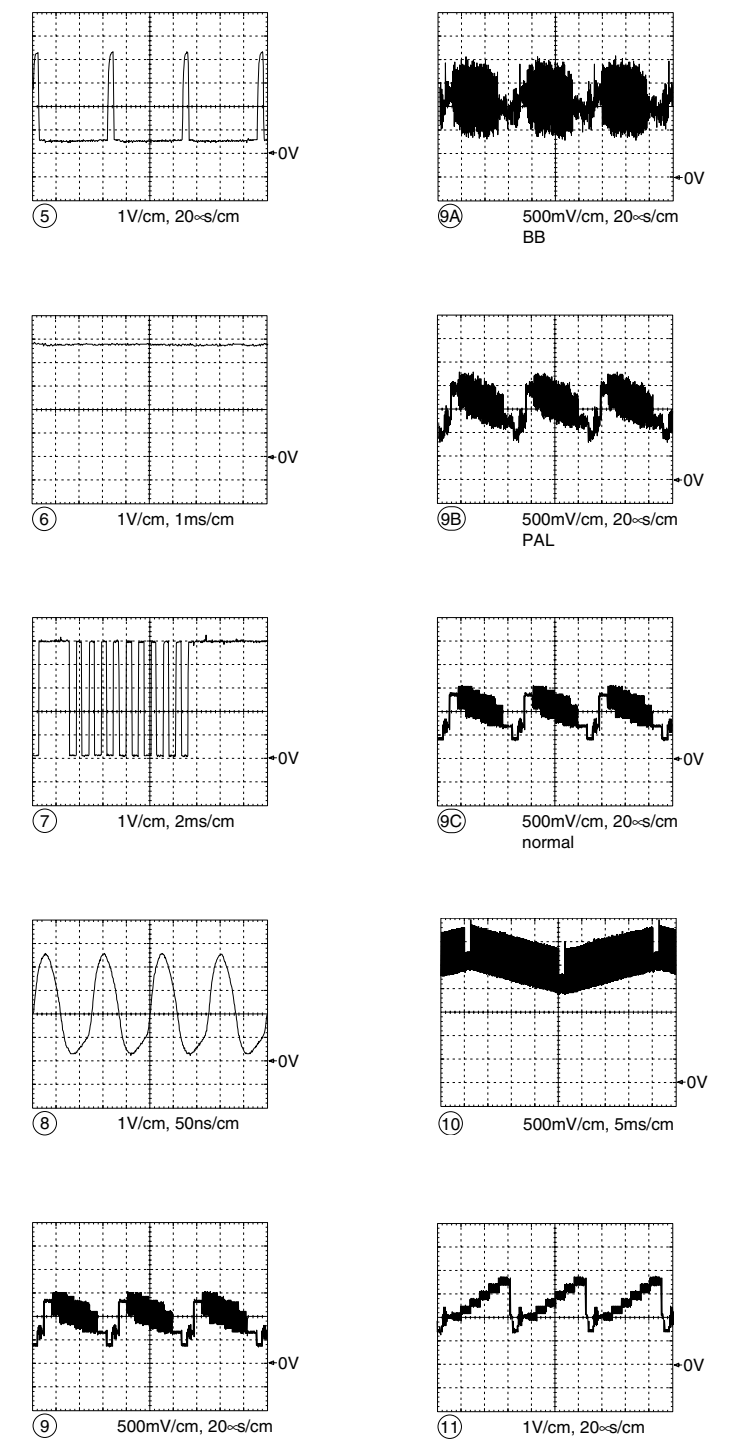 0V
⑤ 1V/cm, 20∝s/cm
0V
9A 500mV/cm, 20∝s/cm
BB
0V
⑥ 1V/cm, 1ms/cm
0V
9B 500mV/cm, 20∝s/cm
PAL
0V
⑦ 1V/cm, 2ms/cm
0V
9C 500mV/cm, 20∝s/cm
normal
0V
⑧ 1V/cm, 50ns/cm
0V
⑩ 500mV/cm, 5ms/cm
0V
⑨ 500mV/cm, 20∝s/cm
0V
⑪ 1V/cm, 20∝s/cm